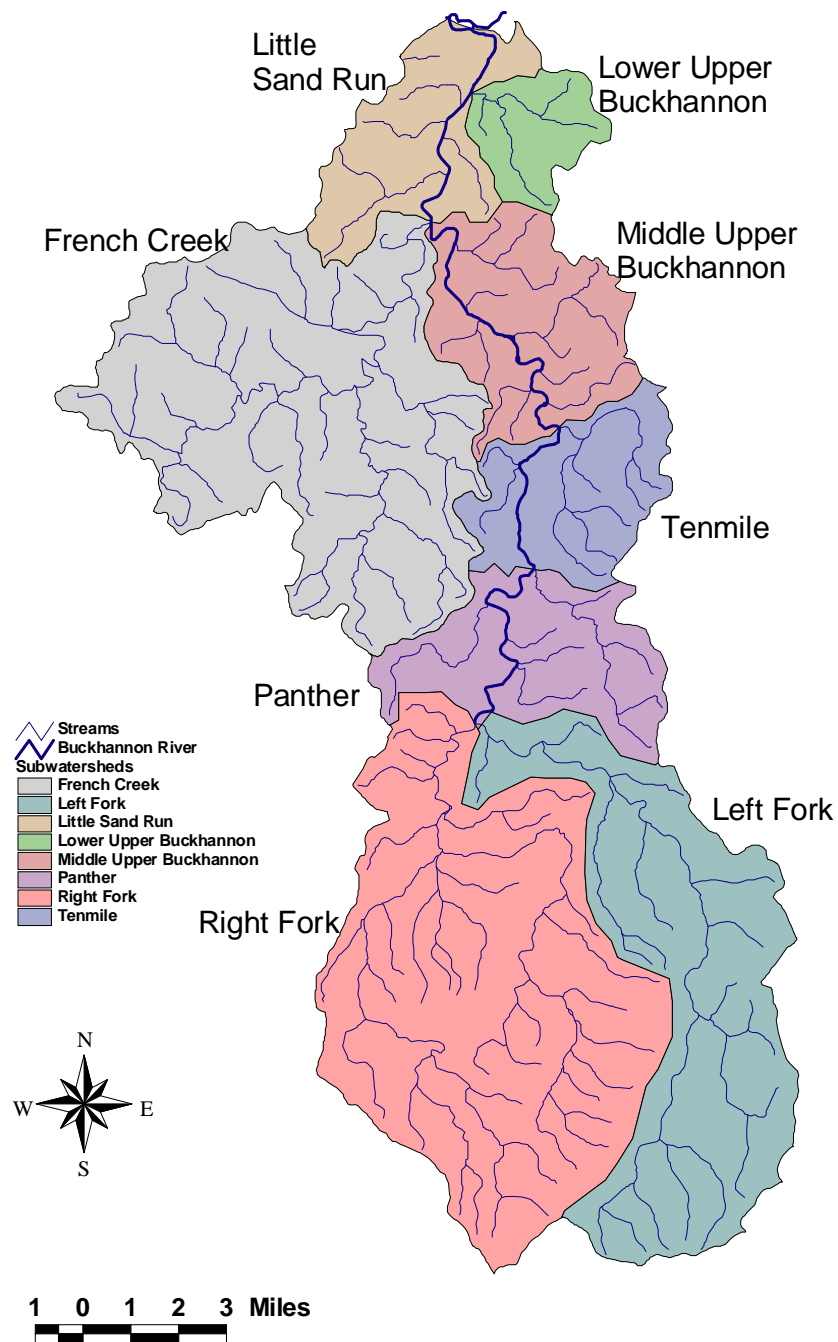 Little
Sand Run
Lower Upper
Buckhannon
French Creek
Middle Upper
Buckhannon
Tenmile
Panther
Streams
Buckhannon River
Subwatersheds
French Creek
Left Fork
Little Sand Run
Lower Upper Buckhannon
Middle Upper Buckhannon
Panther
Right Fork
Tenmile
Left Fork
Right Fork
N
W E
S
1 0 1 2 3 Miles